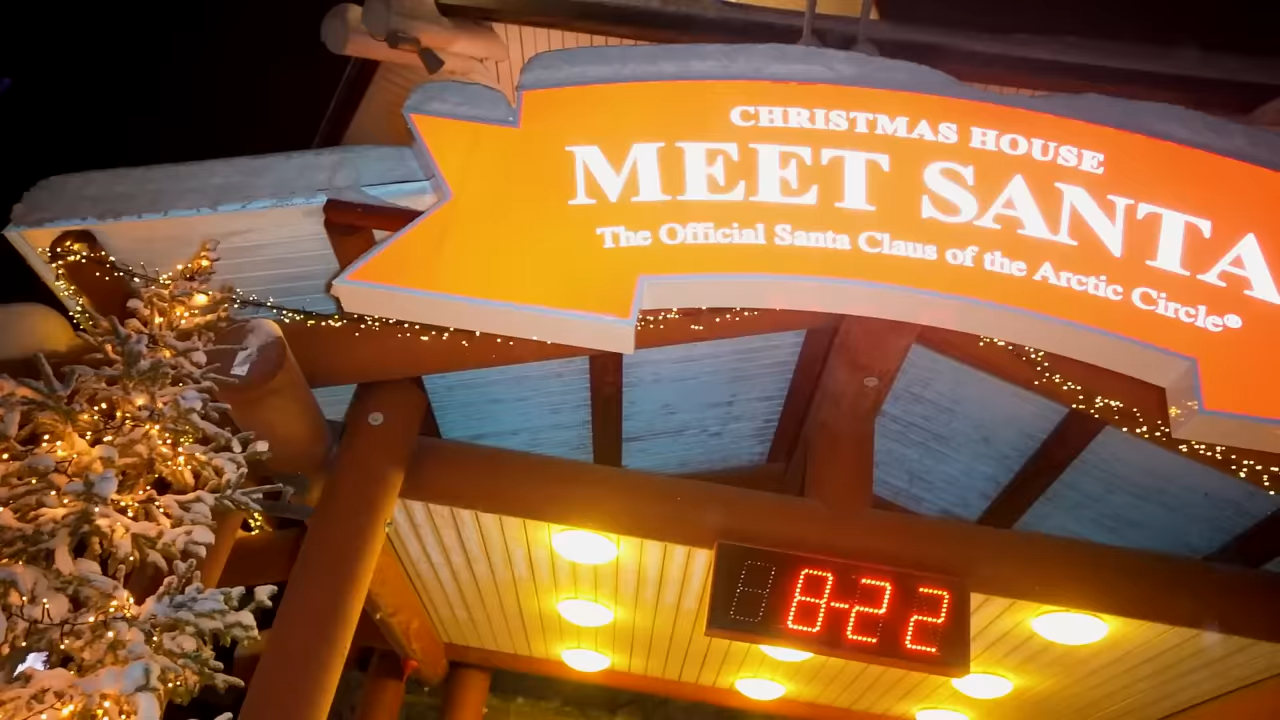 CHRISTMAS HOUSE
MEET SANTA
The Official Santa Claus of the Arctic Circle®
8-22